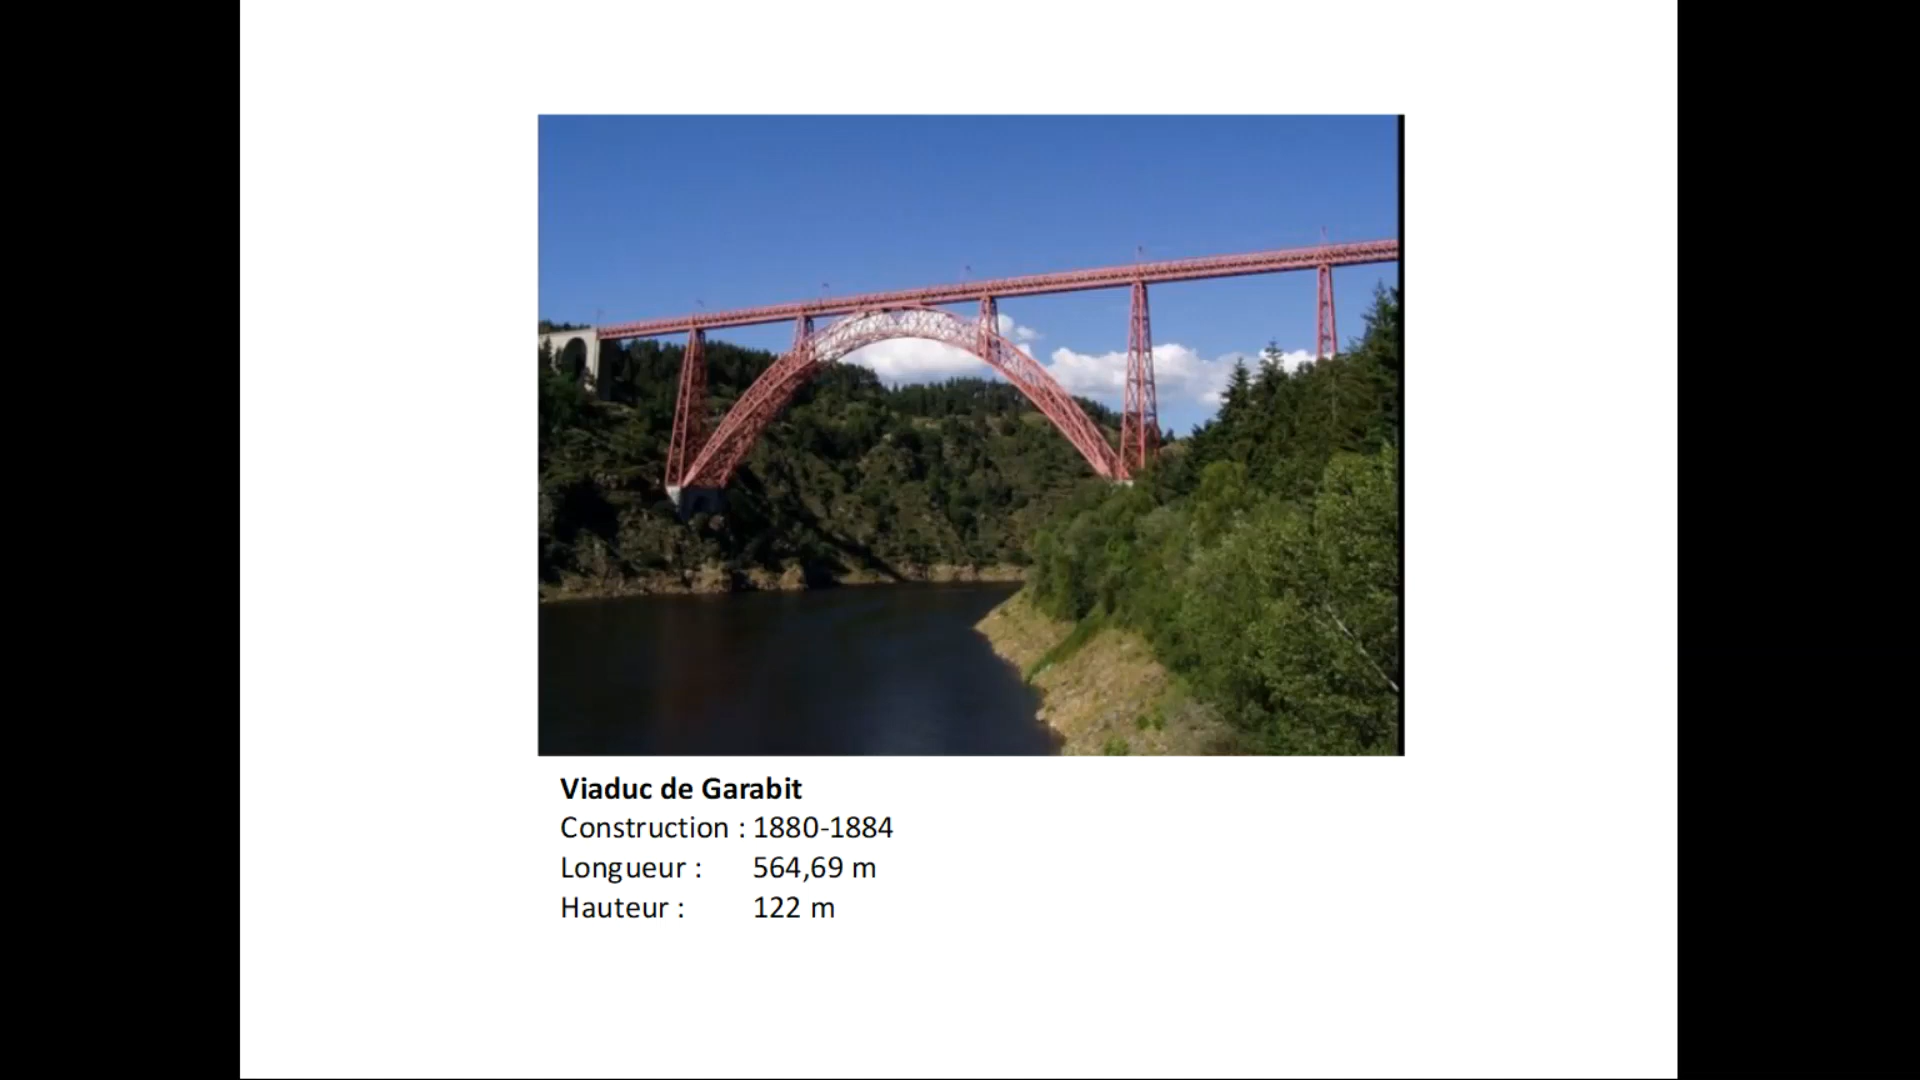 Viaduc de Garabit
Construction : 1880-1884
Longueur : 564,69 m
Hauteur : 122 m